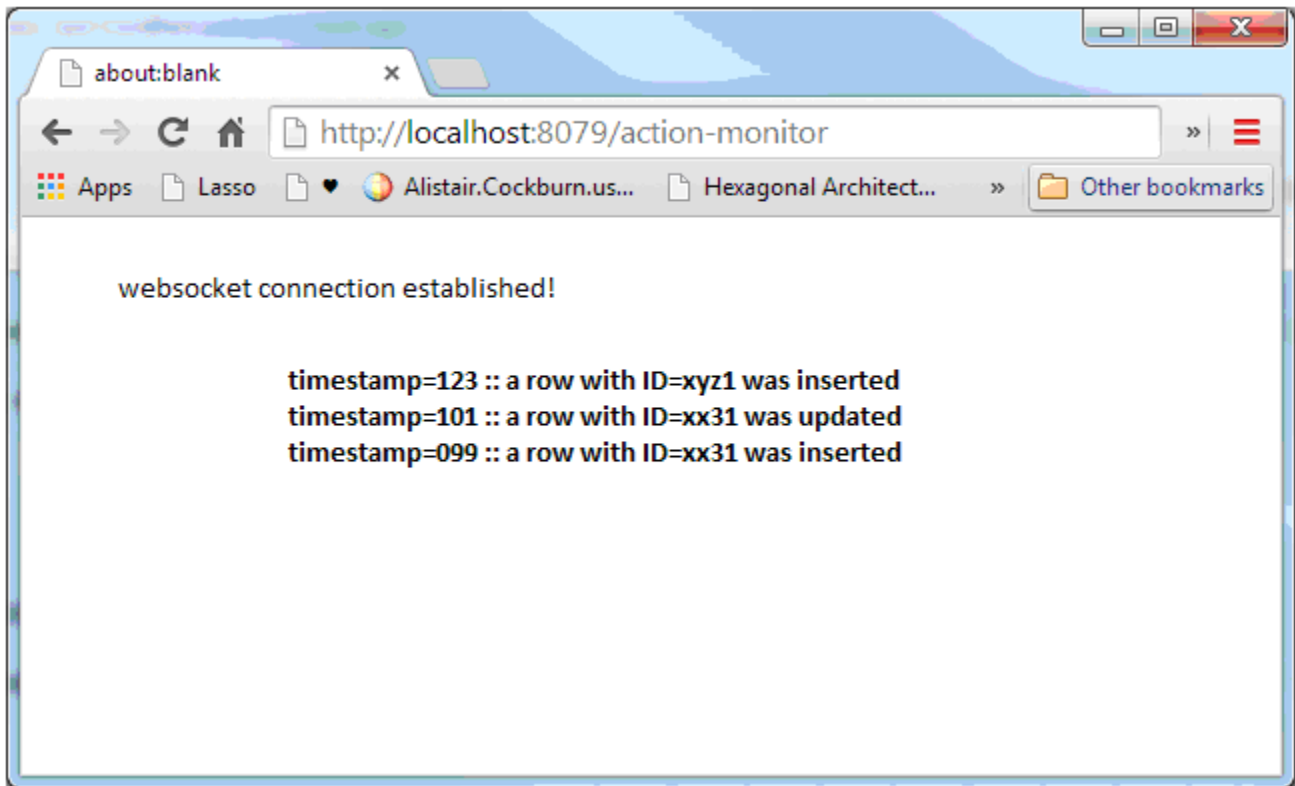 about:blank
http://localhost:8079/action-monitor »
Apps Lasso ♥ Alistair.Cockburn.us... Hexagonal Architect... » Other bookmarks
websocket connection established!
timestamp=123 :: a row with ID=xyz1 was inserted
timestamp=101 :: a row with ID=xx31 was updated
timestamp=099 :: a row with ID=xx31 was inserted